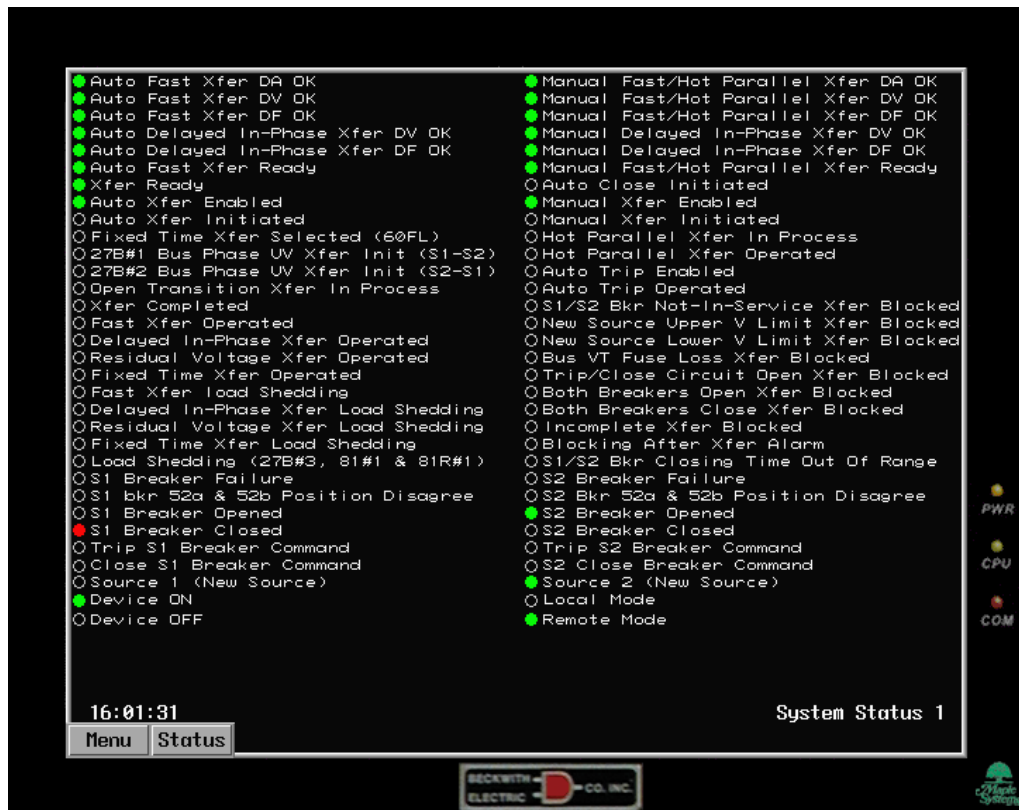 Auto Fast Xfer DA OK
Auto Fast Xfer DV OK
Auto Fast Xfer DF OK
Auto Delayed In-Phase Xfer DV OK
Auto Delayed In-Phase Xfer DF OK
Auto Fast Xfer Ready
Xfer Ready
Auto Xfer Enabled
Auto Xfer Initiated
Fixed Time Xfer Selected (60FL)
27B#1 Bus Phase UV Xfer Init (S1-S2)
27B#2 Bus Phase UV Xfer Init (S2-S1)
Open Transition Xfer In Process
Xfer Completed
Fast Xfer Operated
Delayed In-Phase Xfer Operated
Residual Voltage Xfer Operated
Fixed Time Xfer Operated
Fast Xfer load Shedding
Delayed In-Phase Xfer Load Shedding
Residual Voltage Xfer Load Shedding
Fixed Time Xfer Load Shedding
Load Shedding (27B#3, 81#1 & 81R#1)
S1 Breaker Failure
S1 bkr 52a & 52b Position Disagree
S1 Breaker Opened
S1 Breaker Closed
Trip S1 Breaker Command
Close S1 Breaker Command
Source 1 (New Source)
Device ON
Device OFF
Manual Fast/Hot Parallel Xfer DA OK
Manual Fast/Hot Parallel Xfer DV OK
Manual Fast/Hot Parallel Xfer DF OK
Manual Delayed In-Phase Xfer DV OK
Manual Delayed In-Phase Xfer DF OK
Manual Fast/Hot Parallel Xfer Ready
Auto Close Initiated
Manual Xfer Enabled
Manual Xfer Initiated
Hot Parallel Xfer In Process
Hot Parallel Xfer Operated
Auto Trip Enabled
Auto Trip Operated
S1/S2 Bkr Not-In-Service Xfer Blocked
New Source Upper V Limit Xfer Blocked
New Source Lower V Limit Xfer Blocked
Bus VT Fuse Loss Xfer Blocked
Trip/Close Circuit Open Xfer Blocked
Both Breakers Open Xfer Blocked
Both Breakers Close Xfer Blocked
Incomplete Xfer Blocked
Blocking After Xfer Alarm
S1/S2 Bkr Closing Time Out Of Range
S2 Breaker Failure
S2 Bkr 52a & 52b Position Disagree
S2 Breaker Opened
S2 Breaker Closed
Trip S2 Breaker Command
S2 Close Breaker Command
Source 2 (New Source)
Local Mode
Remote Mode
PWR
CPU
COM
16:01:31
System Status 1
Menu Status
BECKWITH ELECTRIC CO. INC.
Maple Systems